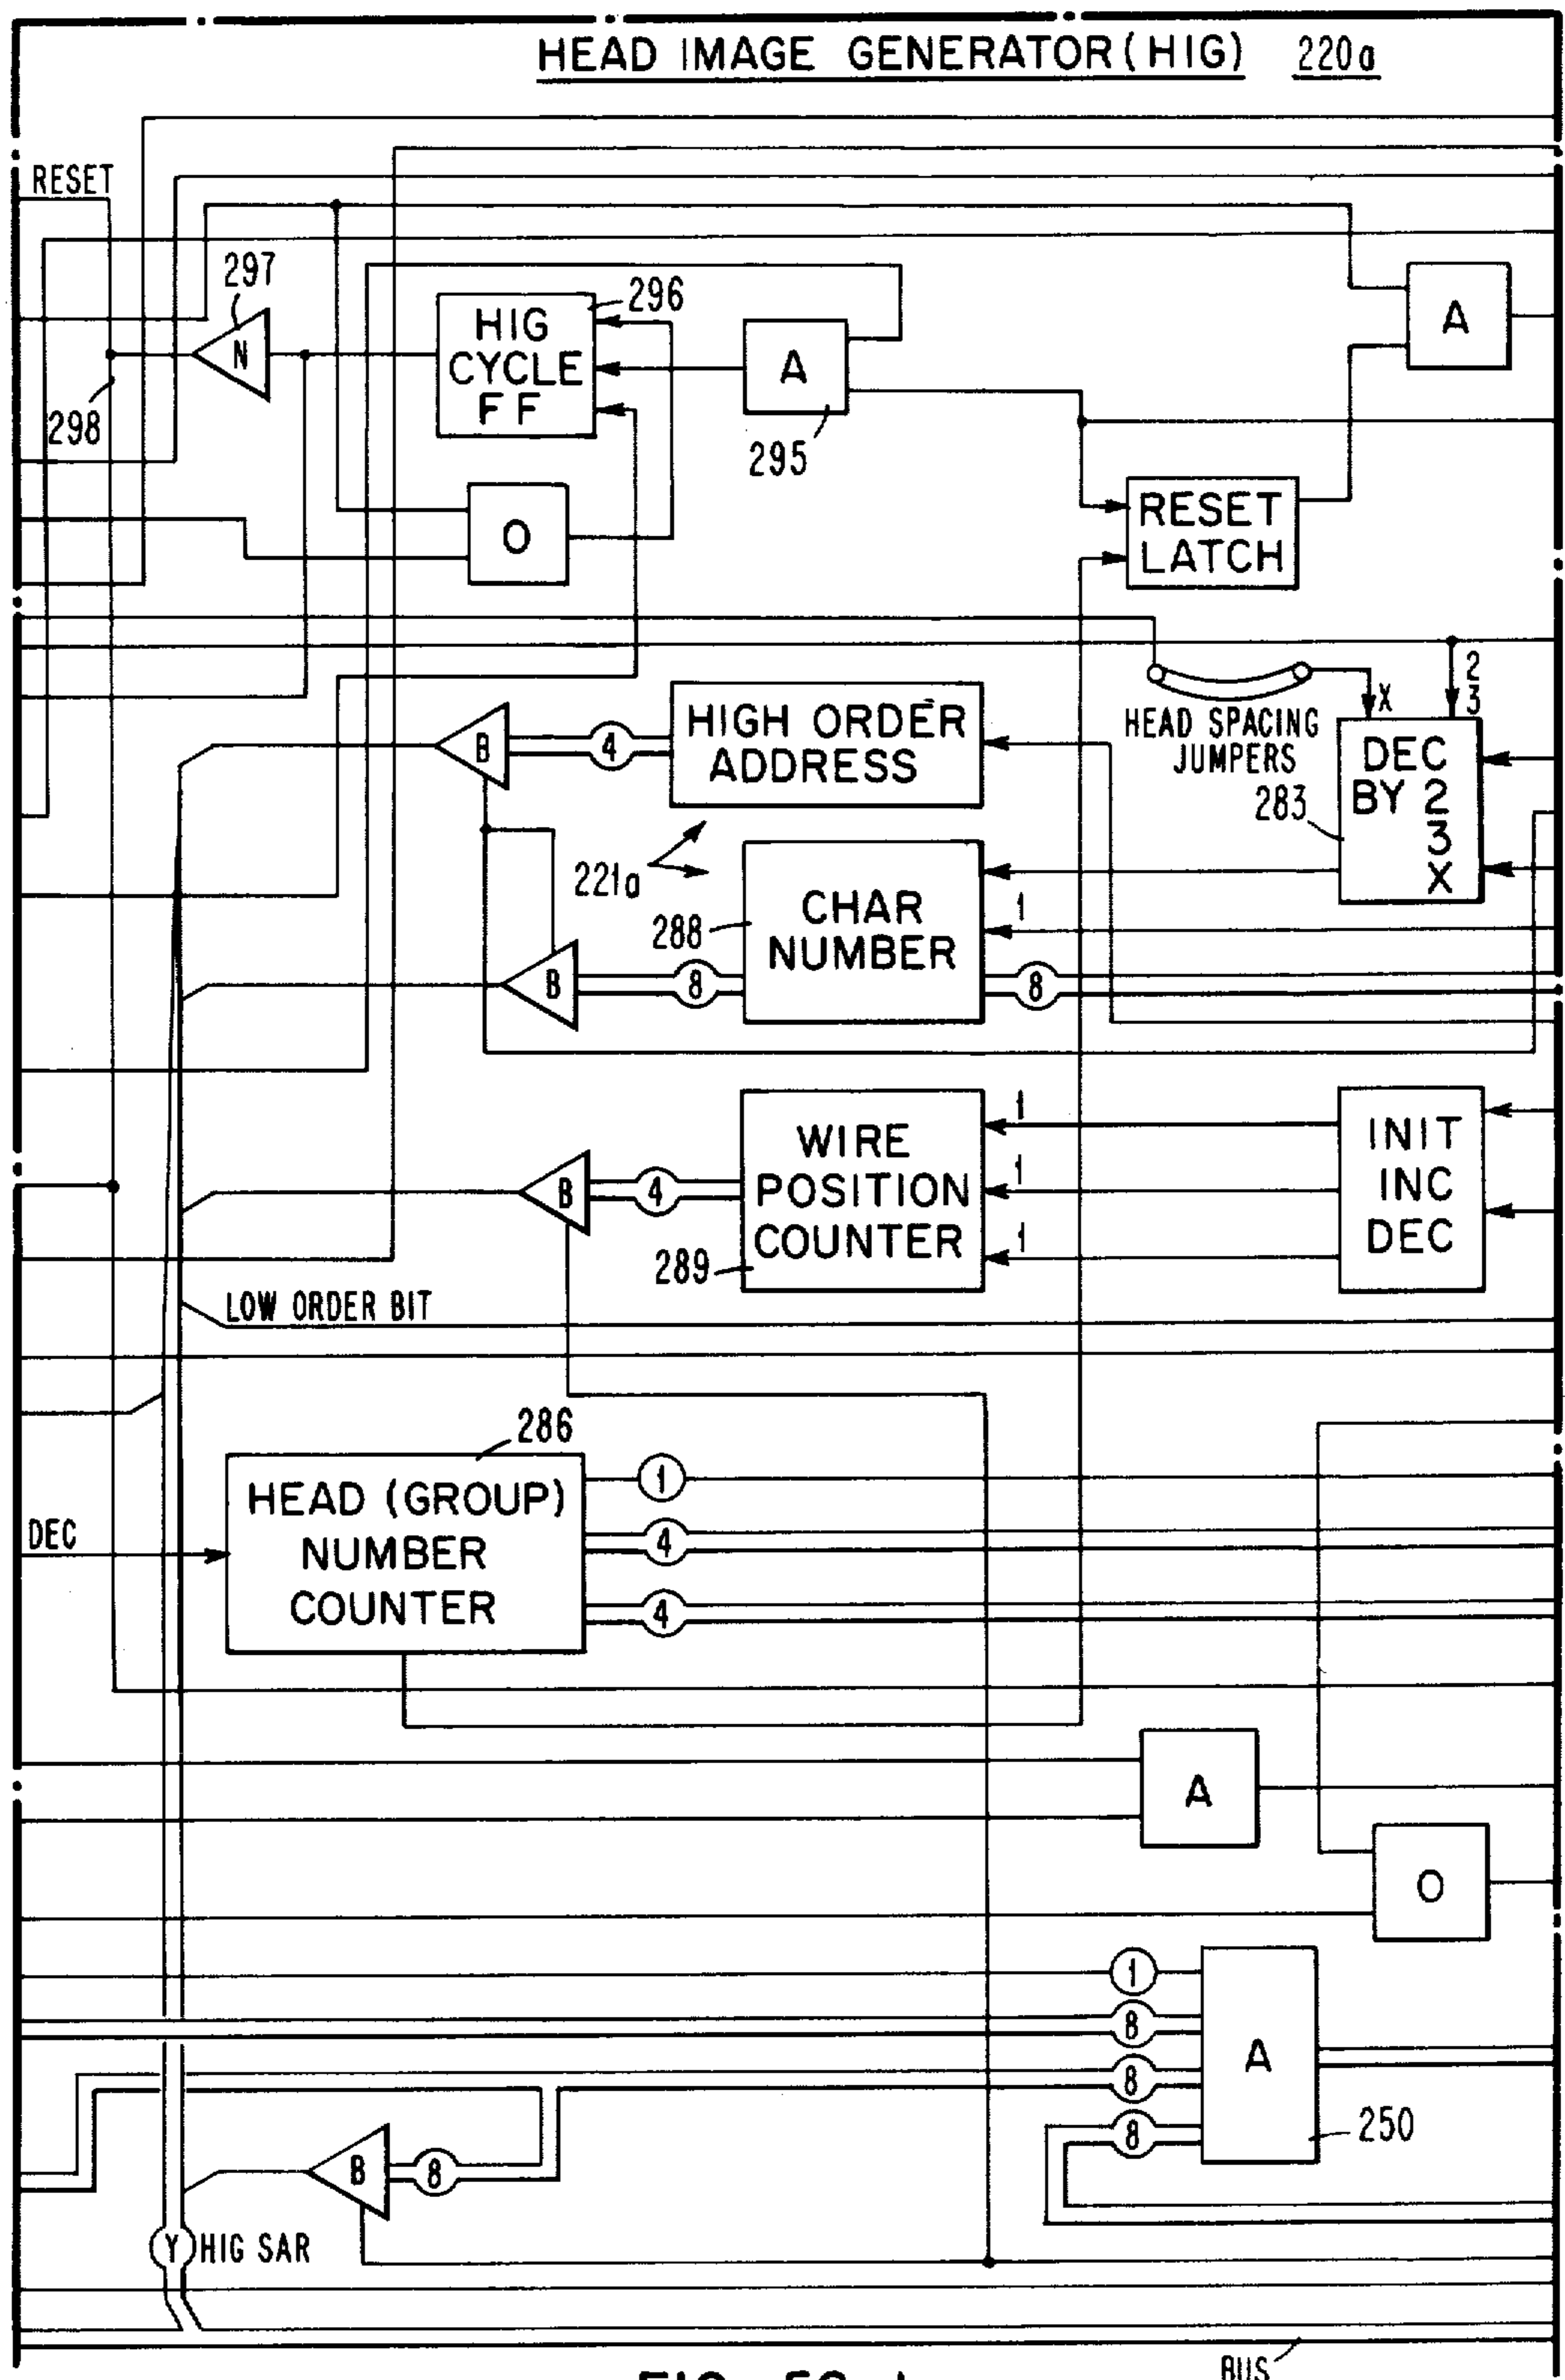 HEAD IMAGE GENERATOR (HIG) 220a
RESET
297
N
298
HIG
CYCLE
FF
296
A
295
A
O
RESET
LATCH
HEAD SPACING
JUMPERS
X
2
3
DEC
BY 2
3
X
283
B
4
HIGH ORDER
ADDRESS
221a
288
CHAR
NUMBER
1
B
8
8
WIRE
POSITION
COUNTER
289
B
4
1
1
1
INIT
INC
DEC
LOW ORDER BIT
286
HEAD (GROUP)
NUMBER
COUNTER
DEC
1
4
4
A
O
1
8
8
8
A
250
B
8
Y HIG SAR
BUS